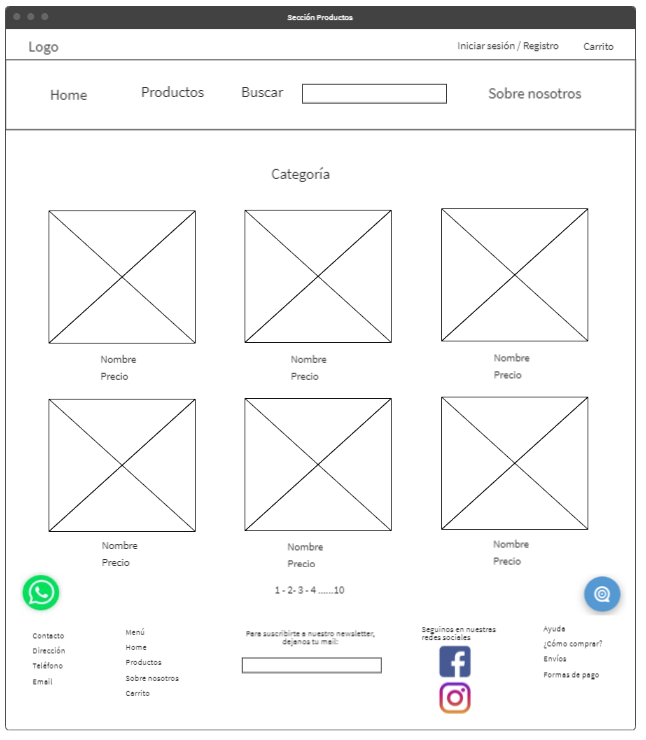 Sección Productos
Logo
Iniciar sesión / Registro
Carrito
Home
Productos
Buscar
Sobre nosotros
Categoría
Nombre
Precio
Nombre
Precio
Nombre
Precio
Nombre
Precio
Nombre
Precio
Nombre
Precio
1 - 2- 3 - 4 ......10
Contacto
Dirección
Teléfono
Email
Menú
Home
Productos
Sobre nosotros
Carrito
Para suscribirte a nuestro newsletter,
dejanos tu mail:
Seguinos en nuestras
redes sociales
Ayuda
¿Cómo comprar?
Envíos
Formas de pago